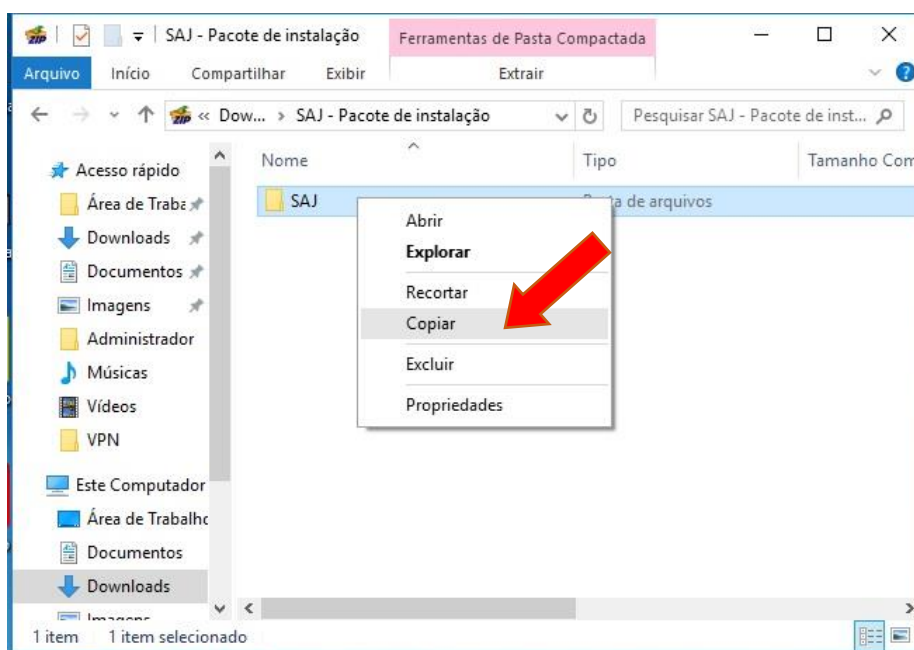 SAJ - Pacote de instalação
Ferramentas de Pasta Compactada
Arquivo Início Compartilhar Exibir Extrair
« Dow... > SAJ - Pacote de instalação
Pesquisar SAJ - Pacote de inst...
Nome Tipo Tamanho Com
Acesso rápido
Área de Traba
Downloads
Documentos
Imagens
Administrador
Músicas
Vídeos
VPN
Este Computador
Área de Trabalho
Documentos
Downloads
SAJ
de arquivos
Abrir
Explorar
Recortar
Copiar
Excluir
Propriedades
1 item 1 item selecionado